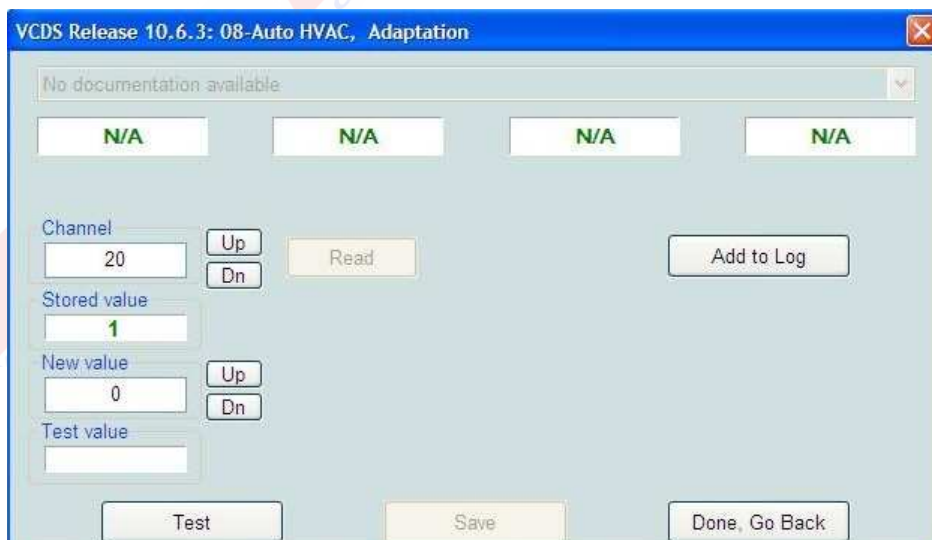 VCDS Release 10.6.3: 08-Auto HVAC, Adaptation
No documentation available
N/A N/A N/A N/A
Channel
20 Up Read Add to Log
Dn
Stored value
1
New value
0 Up
Dn
Test value
Test Save Done, Go Back